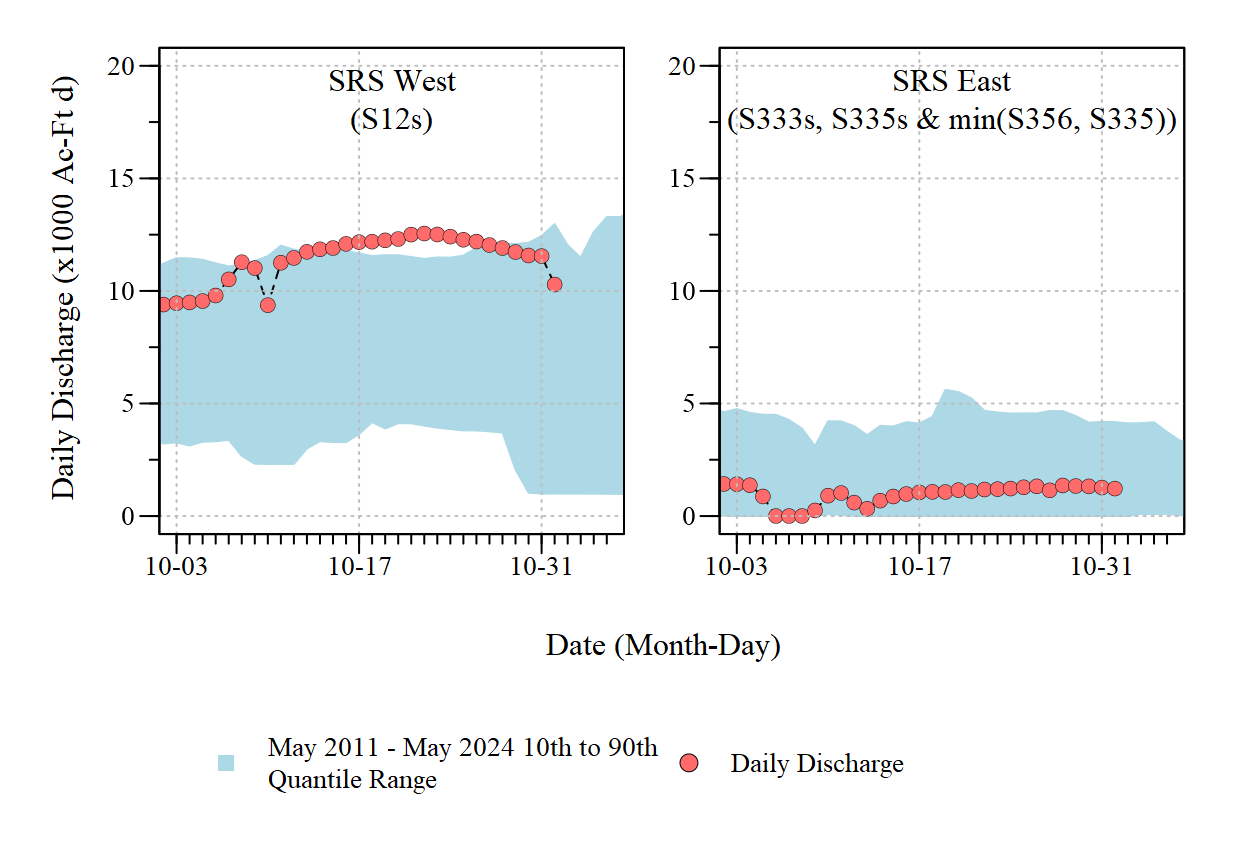 Daily Discharge (x1000 Ac-Ft d)
SRS West
(S12s)
20
15
10
5
0
10-03
10-17
10-31
SRS East
(S333s, S335s & min(S356, S335))
20
15
10
5
0
10-03
10-17
10-31
Date (Month-Day)
May 2011 - May 2024 10th to 90th
Quantile Range
Daily Discharge